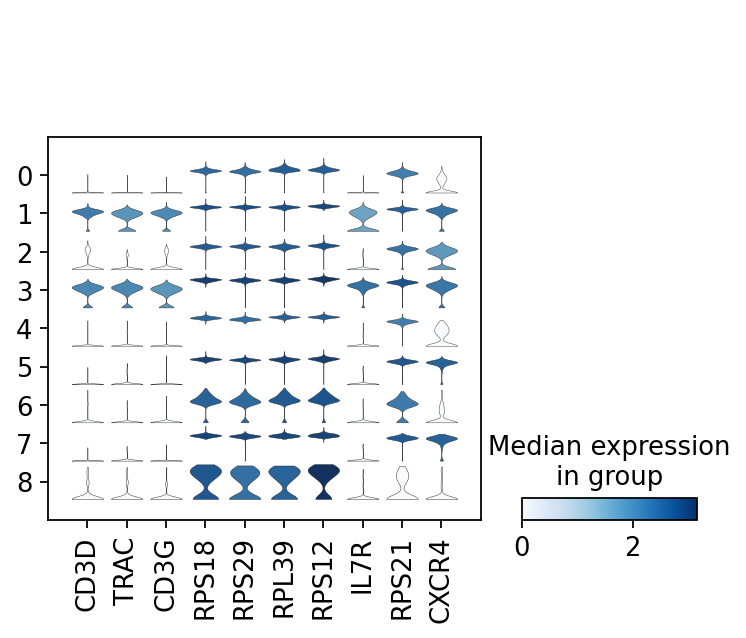 0
1
2
3
4
5
6
7
8
CD3D
TRAC
CD3G
RPS18
RPS29
RPL39
RPS12
IL7R
RPS21
CXCR4
Median expression
in group
0 2